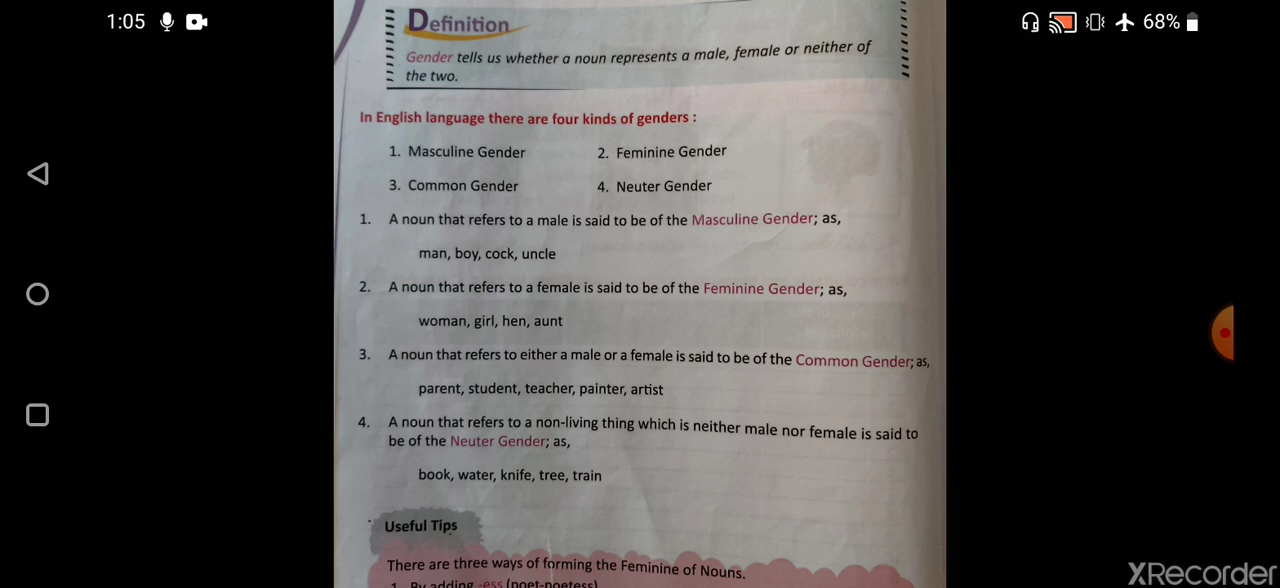 1:05
68%
Definition
Gender tells us whether a noun represents a male, female or neither of
the two.
In English language there are four kinds of genders :
1. Masculine Gender 2. Feminine Gender
3. Common Gender 4. Neuter Gender
1. A noun that refers to a male is said to be of the Masculine Gender; as,
man, boy, cock, uncle
2. A noun that refers to a female is said to be of the Feminine Gender; as,
woman, girl, hen, aunt
3. A noun that refers to either a male or a female is said to be of the Common Gender; as,
parent, student, teacher, painter, artist
4. A noun that refers to a non-living thing which is neither male nor female is said to
be of the Neuter Gender; as,
book, water, knife, tree, train
Useful Tips
There are three ways of forming the Feminine of Nouns.
1. By adding -ess (poet-poetess)
XRecorder